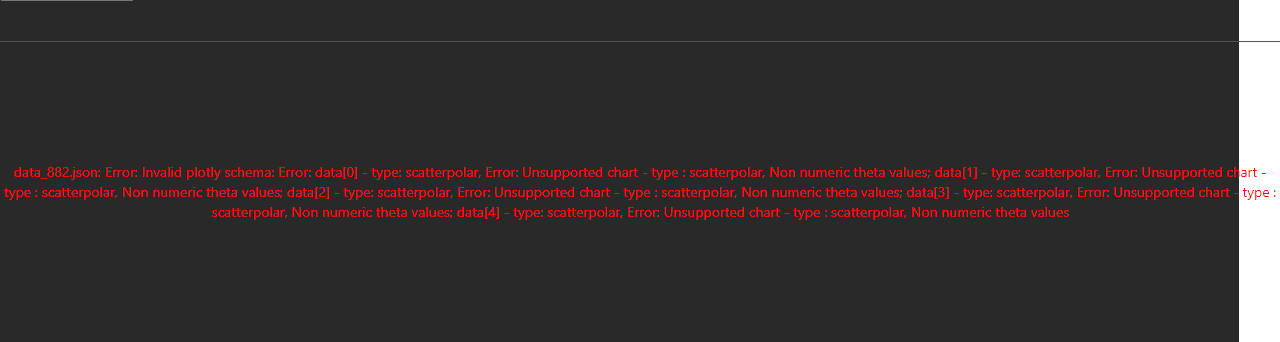 data_882.json: Error: Invalid plotly schema: Error: data[0] - type: scatterpolar, Error: Unsupported chart - type : scatterpolar, Non numeric theta values; data[1] - type: scatterpolar, Error: Unsupported chart -
type : scatterpolar, Non numeric theta values; data[2] - type: scatterpolar, Error: Unsupported chart - type : scatterpolar, Non numeric theta values; data[3] - type: scatterpolar, Error: Unsupported chart - type :
scatterpolar, Non numeric theta values; data[4] - type: scatterpolar, Error: Unsupported chart - type : scatterpolar, Non numeric theta values